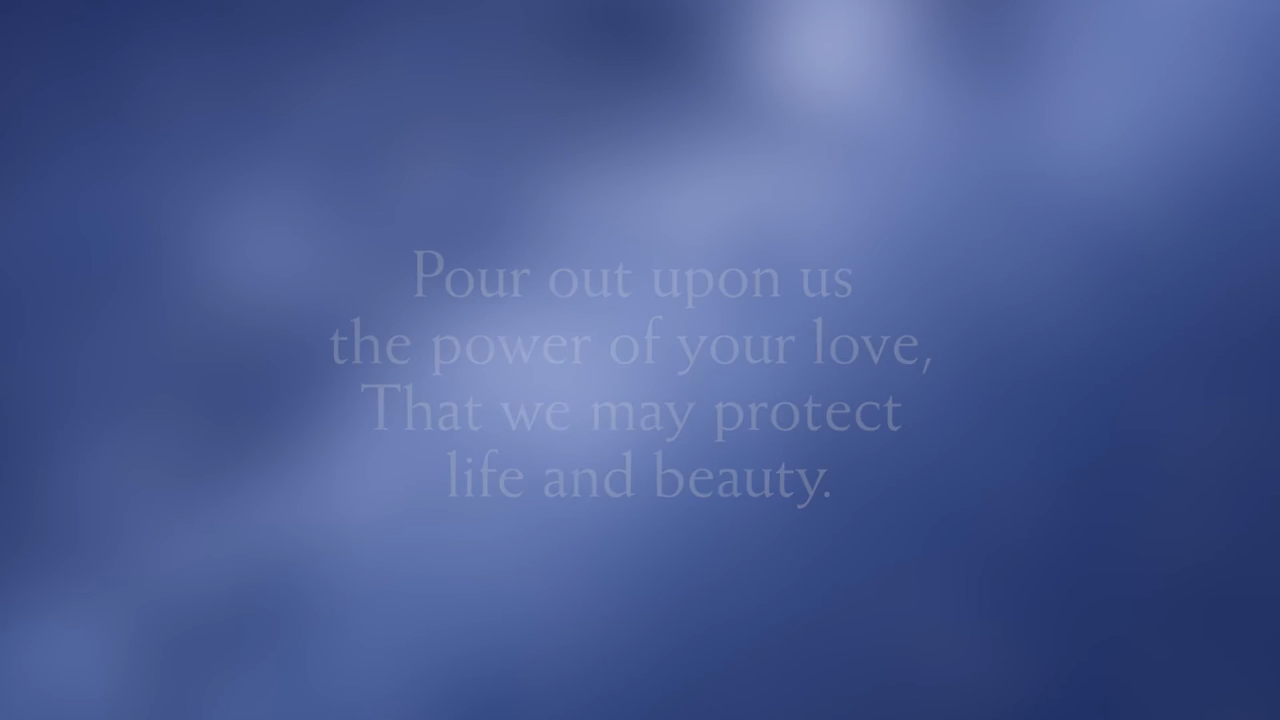 Pour out upon us
the power of your love,
That we may protect
life and beauty.